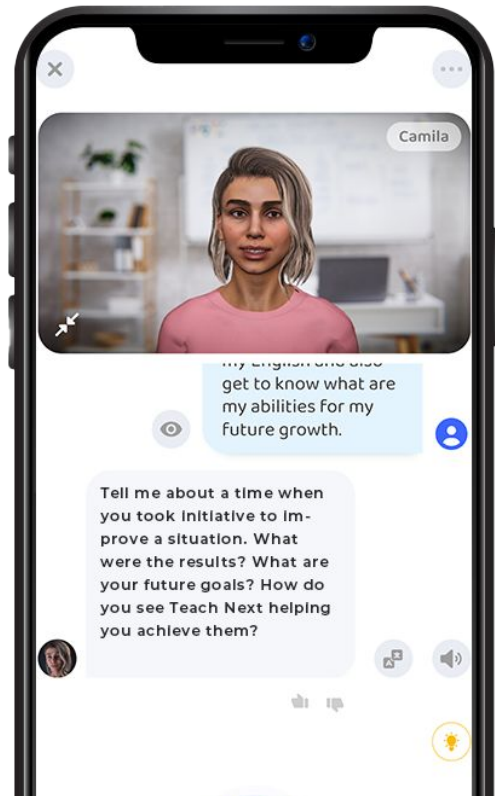 Camila
my English and also
get to know what are
my abilities for my
future growth.
Tell me about a time when
you took initiative to im-
prove a situation. What
were the results? What are
your future goals? How do
you see Teach Next helping
you achieve them?